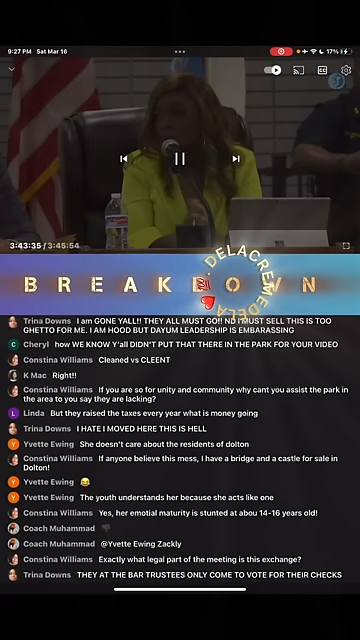 9:27 PM Sat Mar 16
17%
CC
3:43:35 / 3:45:54
BREAKDOWN
DELACREMEDELA
Trina Downs I am GONE YALL!! THEY ALL MUST GO!! ND I MUST SELL THIS IS TOO
GHETTO FOR ME. I AM HOOD BUT DAYUM LEADERSHIP IS EMBARASSING
C Cheryl how WE KNOW Y'all DIDN'T PUT THAT THERE IN THE PARK FOR YOUR VIDEO
Constina Williams Cleaned vs CLEENT
K Mac Right!!
Constina Williams If you are so for unity and community why cant you assist the park in
the area to you say they are lacking?
L Linda But they raised the taxes every year what is money going
Trina Downs I HATE I MOVED HERE THIS IS HELL
Y Yvette Ewing She doesn't care about the residents of dolton
Constina Williams If anyone believe this mess, I have a bridge and a castle for sale in
Dolton!
Y Yvette Ewing 😂
Y Yvette Ewing The youth understands her because she acts like one
Constina Williams Yes, her emotial maturity is stunted at abou 14-16 years old!
Coach Muhammad
Coach Muhammad @Yvette Ewing Zackly
Constina Williams Exactly what legal part of the meeting is this exchange?
Trina Downs THEY AT THE BAR TRUSTEES ONLY COME TO VOTE FOR THEIR CHECKS